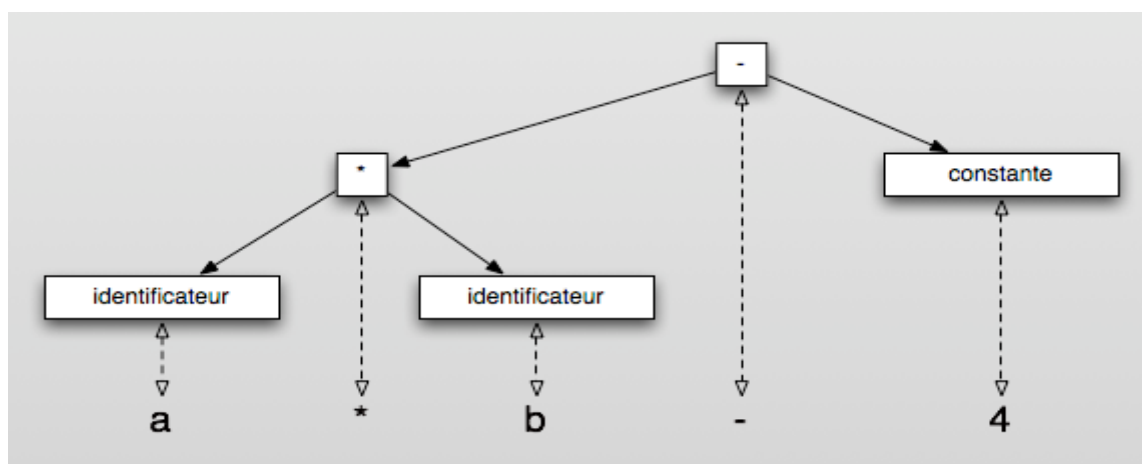 -
* constante
identificateur identificateur
a * b - 4